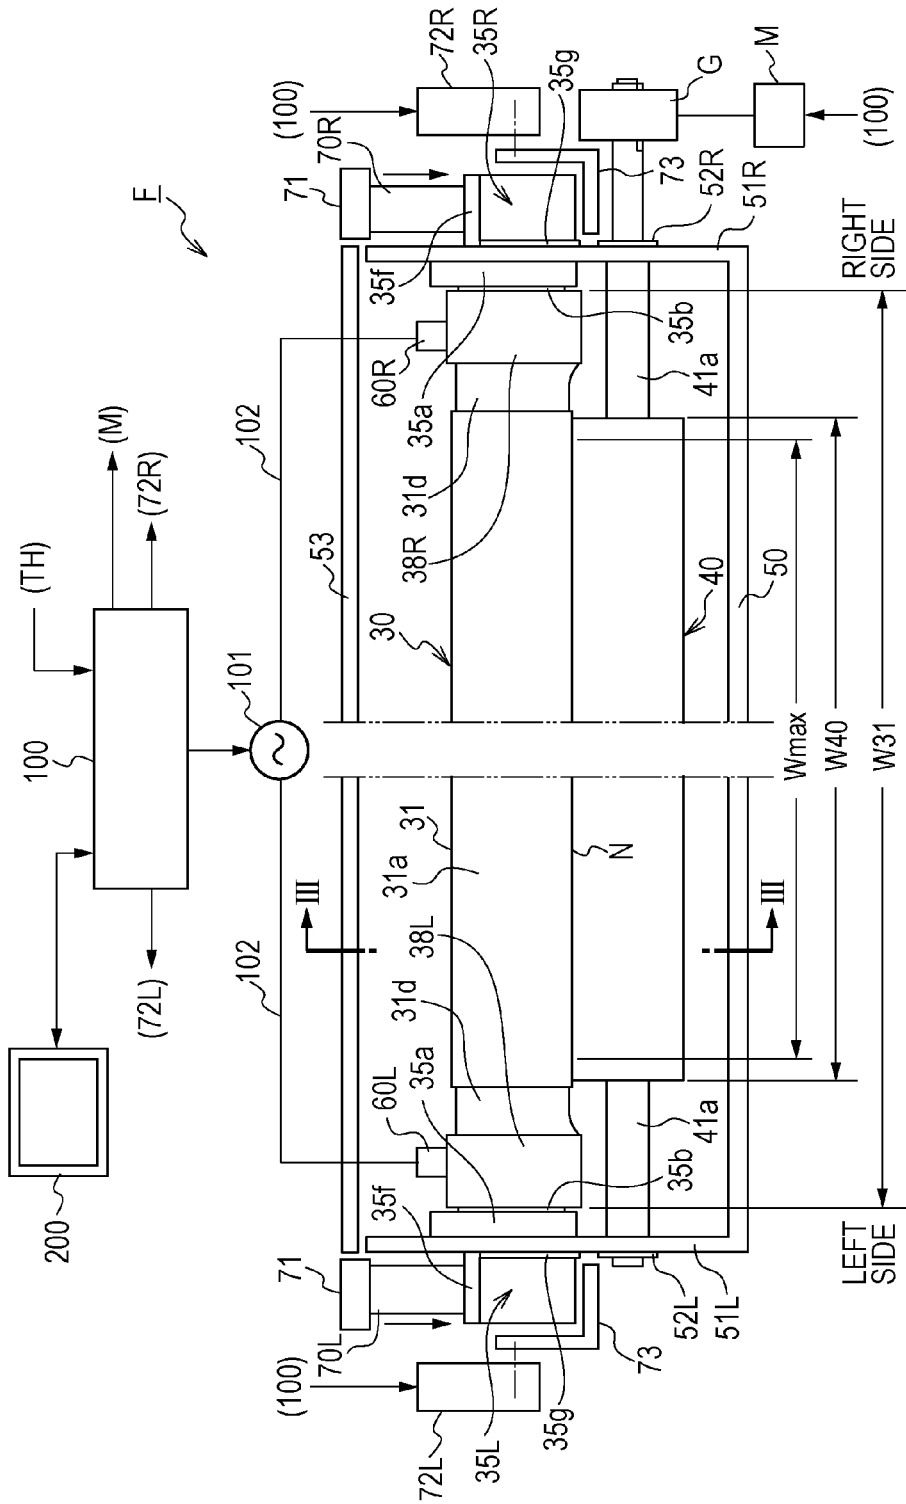 F
200
100
(TH)
(M)
(72R)
(72L)
101
102
102
53
71
70L
(100)
72L
35L
35g
35f
60L
35a
31d
38L
31a
31
30
III
III
N
35b
73
52L
51L
41a
LEFT
SIDE
71
70R
(100)
72R
35R
35g
35f
60R
35a
31d
38R
35b
41a
40
50
73
52R
51R
G
M
(100)
RIGHT
SIDE
Wmax
W40
W31